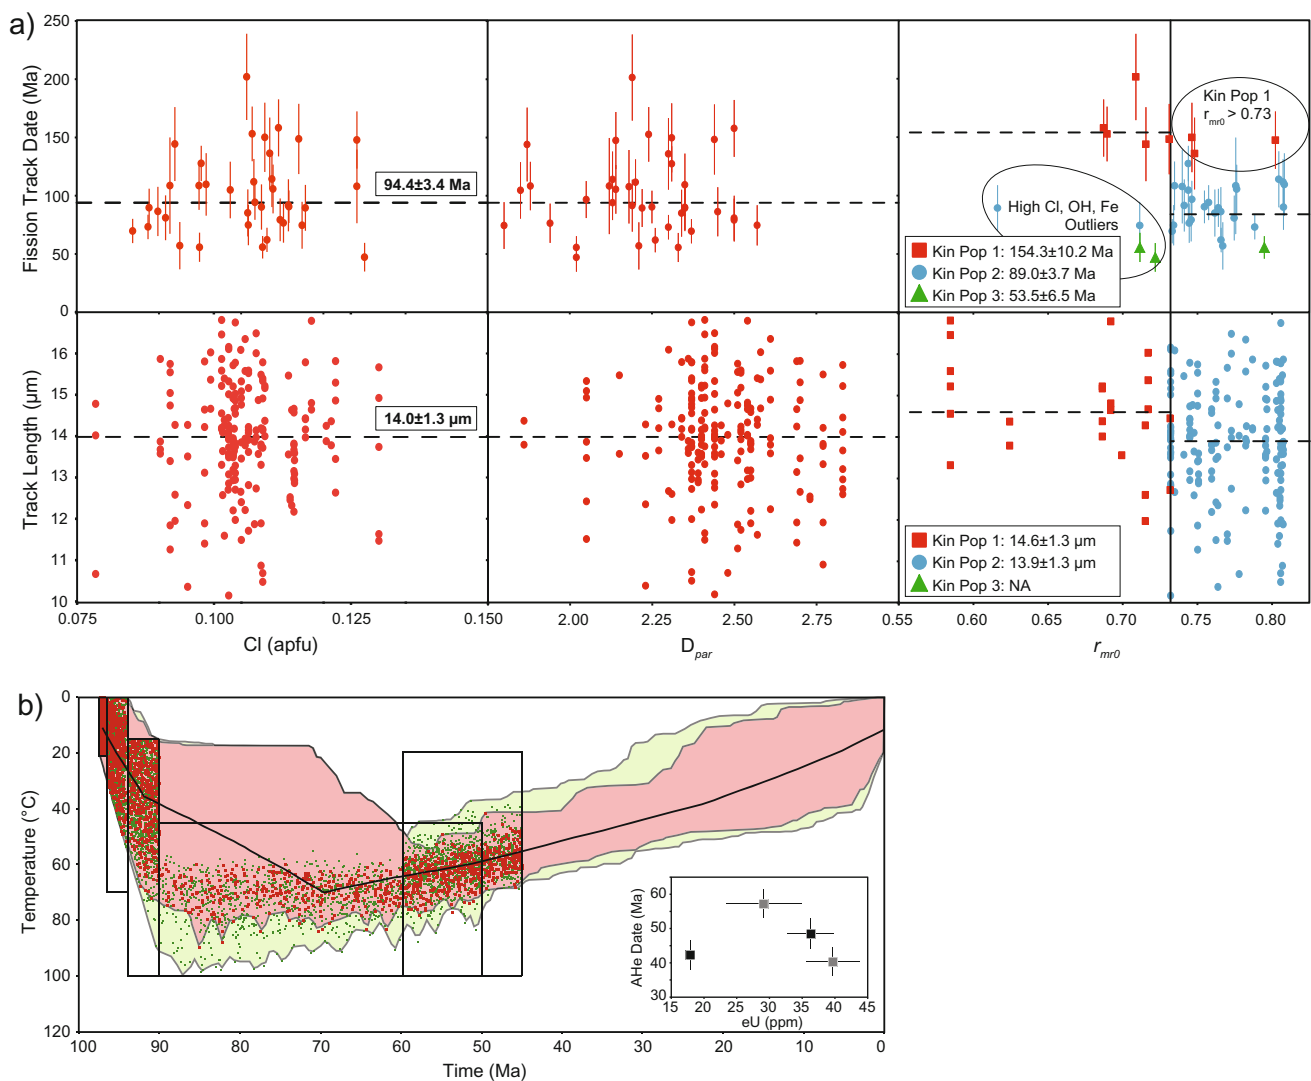 a)
250
200
150
100
50
0
Fission Track Date (Ma)
94.4±3.4 Ma
Kin Pop 1
rmr0 > 0.73
High Cl, OH, Fe
Outliers
Kin Pop 1: 154.3±10.2 Ma
Kin Pop 2: 89.0±3.7 Ma
Kin Pop 3: 53.5±6.5 Ma
16
15
14
13
12
11
10
Track Length (µm)
14.0±1.3 µm
Kin Pop 1: 14.6±1.3 µm
Kin Pop 2: 13.9±1.3 µm
Kin Pop 3: NA
0.075 0.100 0.125 0.150 2.00 2.25 2.50 2.75 0.55 0.60 0.65 0.70 0.75 0.80
Cl (apfu) Dpar rmr0
b)
0
20
40
60
80
100
120
Temperature (°C)
60
50
40
30
AHe Date (Ma)
15 20 25 30 35 40 45
eU (ppm)
100 90 80 70 60 50 40 30 20 10 0
Time (Ma)